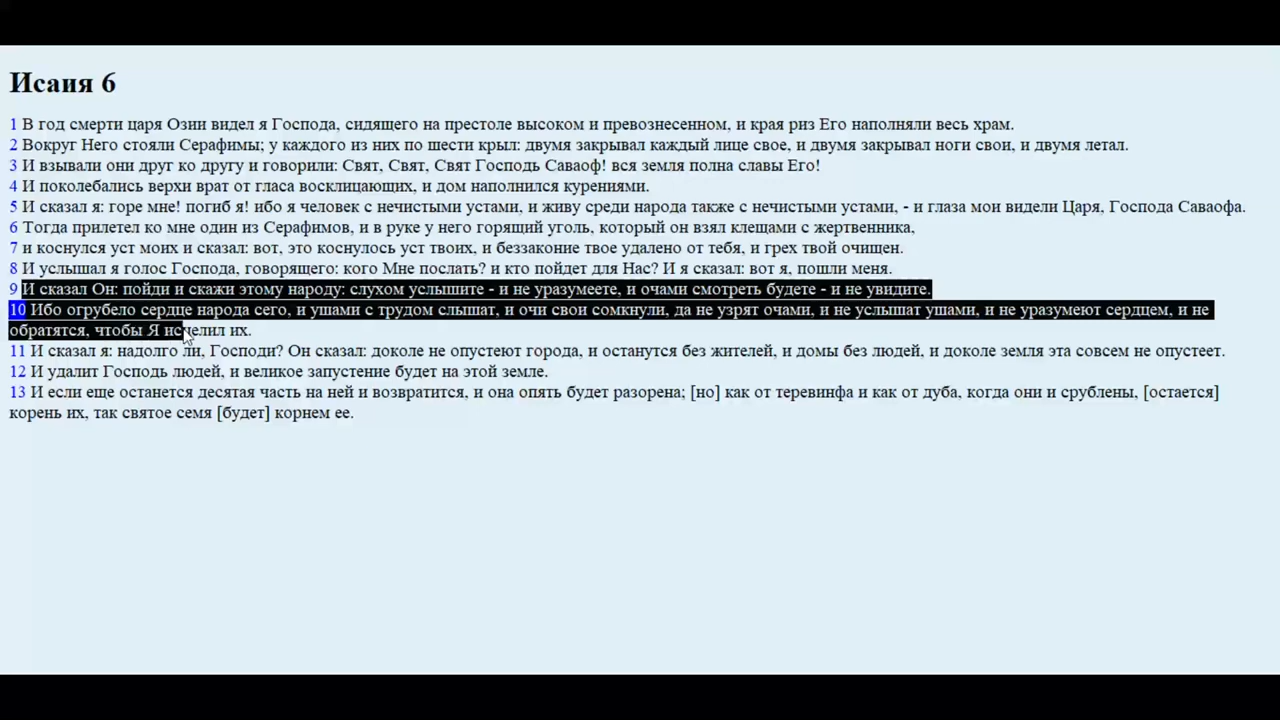 Исаия 6
1 В год смерти царя Озии видел я Господа, сидящего на престоле высоком и превознесенном, и края риз Его наполняли весь храм.
2 Вокруг Него стояли Серафимы; у каждого из них по шести крыл: двумя закрывал каждый лице свое, и двумя закрывал ноги свои, и двумя летал.
3 И взывали они друг ко другу и говорили: Свят, Свят, Свят Господь Саваоф! вся земля полна славы Его!
4 И поколебались верхи врат от гласа восклицающих, и дом наполнился курениями.
5 И сказал я: горе мне! погиб я! ибо я человек с нечистыми устами, и живу среди народа также с нечистыми устами, - и глаза мои видели Царя, Господа Саваофа.
6 Тогда прилетел ко мне один из Серафимов, и в руке у него горящий уголь, который он взял клещами с жертвенника,
7 и коснулся уст моих и сказал: вот, это коснулось уст твоих, и беззаконие твое удалено от тебя, и грех твой очищен.
8 И услышал я голос Господа, говорящего: кого Мне послать? и кто пойдет для Нас? И я сказал: вот я, пошли меня.
9 И сказал Он: пойди и скажи этому народу: слухом услышите - и не уразумеете, и очами смотреть будете - и не увидите.
10 Ибо огрубело сердце народа сего, и ушами с трудом слышат, и очи свои сомкнули, да не узрят очами, и не услышат ушами, и не уразумеют сердцем, и не
обратятся, чтобы Я исцелил их.
11 И сказал я: надолго ли, Господи? Он сказал: доколе не опустеют города, и останутся без жителей, и домы без людей, и доколе земля эта совсем не опустеет.
12 И удалит Господь людей, и великое запустение будет на этой земле.
13 И если еще останется десятая часть на ней и возвратится, и она опять будет разорена; [но] как от теревинфа и как от дуба, когда они и срублены, [остается]
корень их, так святое семя [будет] корнем ее.